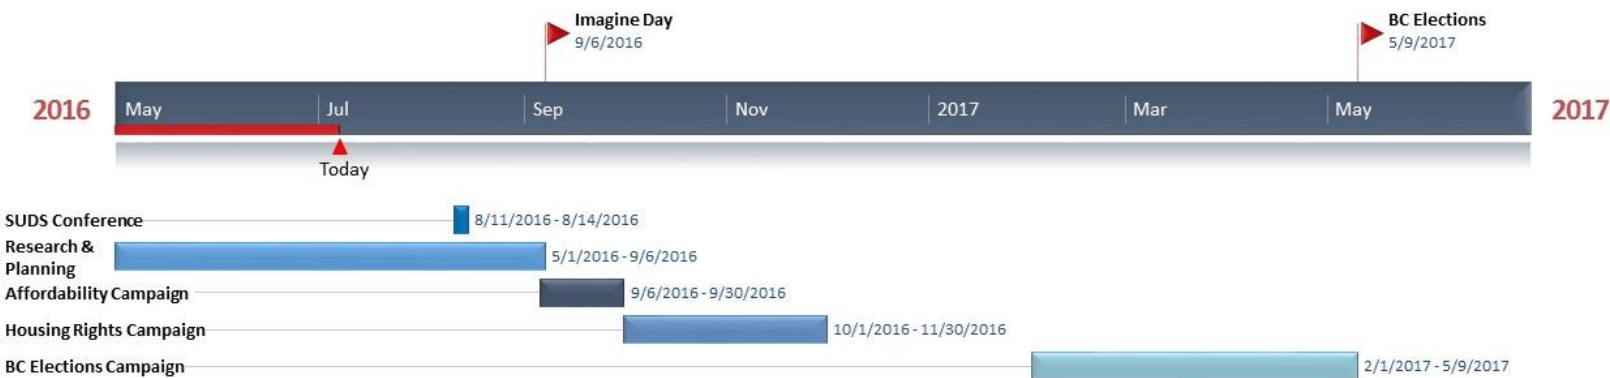 Imagine Day
9/6/2016
BC Elections
5/9/2017
2016
May
Jul
Sep
Nov
2017
Mar
May
2017
Today
SUDS Conference
8/11/2016 - 8/14/2016
Research &
Planning
5/1/2016 - 9/6/2016
Affordability Campaign
9/6/2016 - 9/30/2016
Housing Rights Campaign
10/1/2016 - 11/30/2016
BC Elections Campaign
2/1/2017 - 5/9/2017